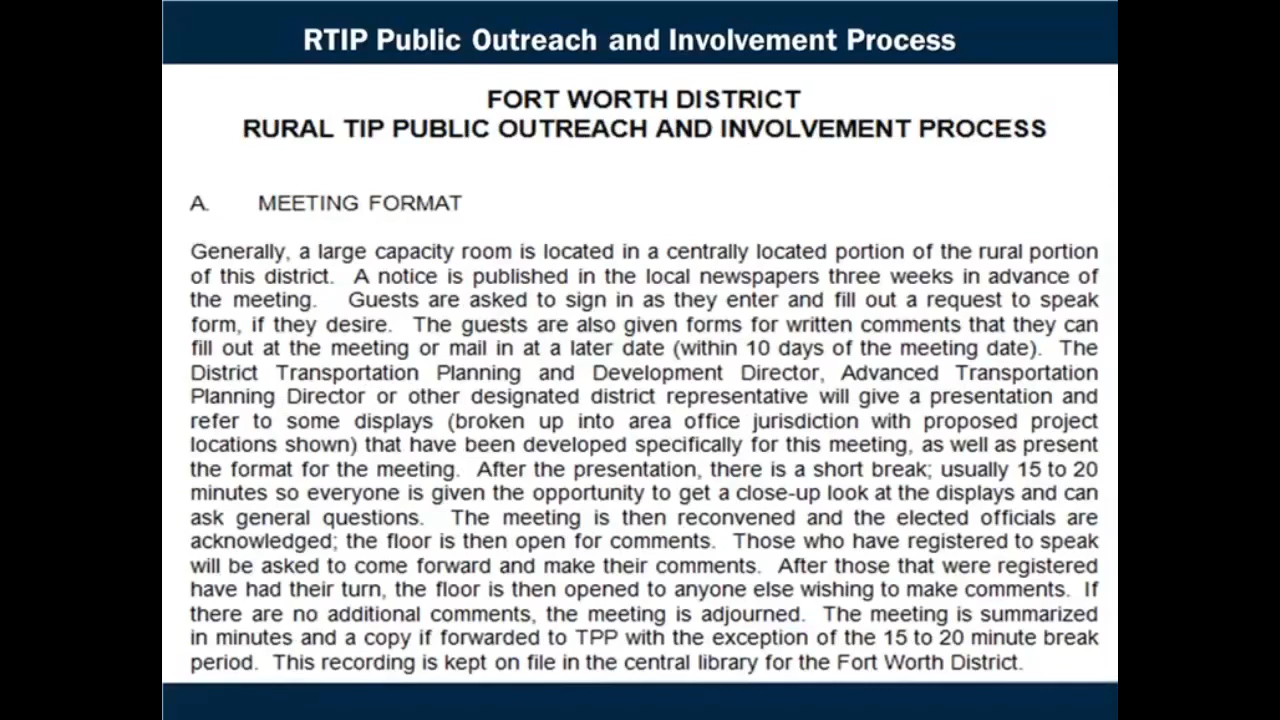 RTIP Public Outreach and Involvement Process
FORT WORTH DISTRICT
RURAL TIP PUBLIC OUTREACH AND INVOLVEMENT PROCESS
A. MEETING FORMAT
Generally, a large capacity room is located in a centrally located portion of the rural portion
of this district. A notice is published in the local newspapers three weeks in advance of
the meeting. Guests are asked to sign in as they enter and fill out a request to speak
form, if they desire. The guests are also given forms for written comments that they can
fill out at the meeting or mail in at a later date (within 10 days of the meeting date). The
District Transportation Planning and Development Director, Advanced Transportation
Planning Director or other designated district representative will give a presentation and
refer to some displays (broken up into area office jurisdiction with proposed project
locations shown) that have been developed specifically for this meeting, as well as present
the format for the meeting. After the presentation, there is a short break; usually 15 to 20
minutes so everyone is given the opportunity to get a close-up look at the displays and can
ask general questions. The meeting is then reconvened and the elected officials are
acknowledged; the floor is then open for comments. Those who have registered to speak
will be asked to come forward and make their comments. After those that were registered
have had their turn, the floor is then opened to anyone else wishing to make comments. If
there are no additional comments, the meeting is adjourned. The meeting is summarized
in minutes and a copy if forwarded to TPP with the exception of the 15 to 20 minute break
period. This recording is kept on file in the central library for the Fort Worth District.